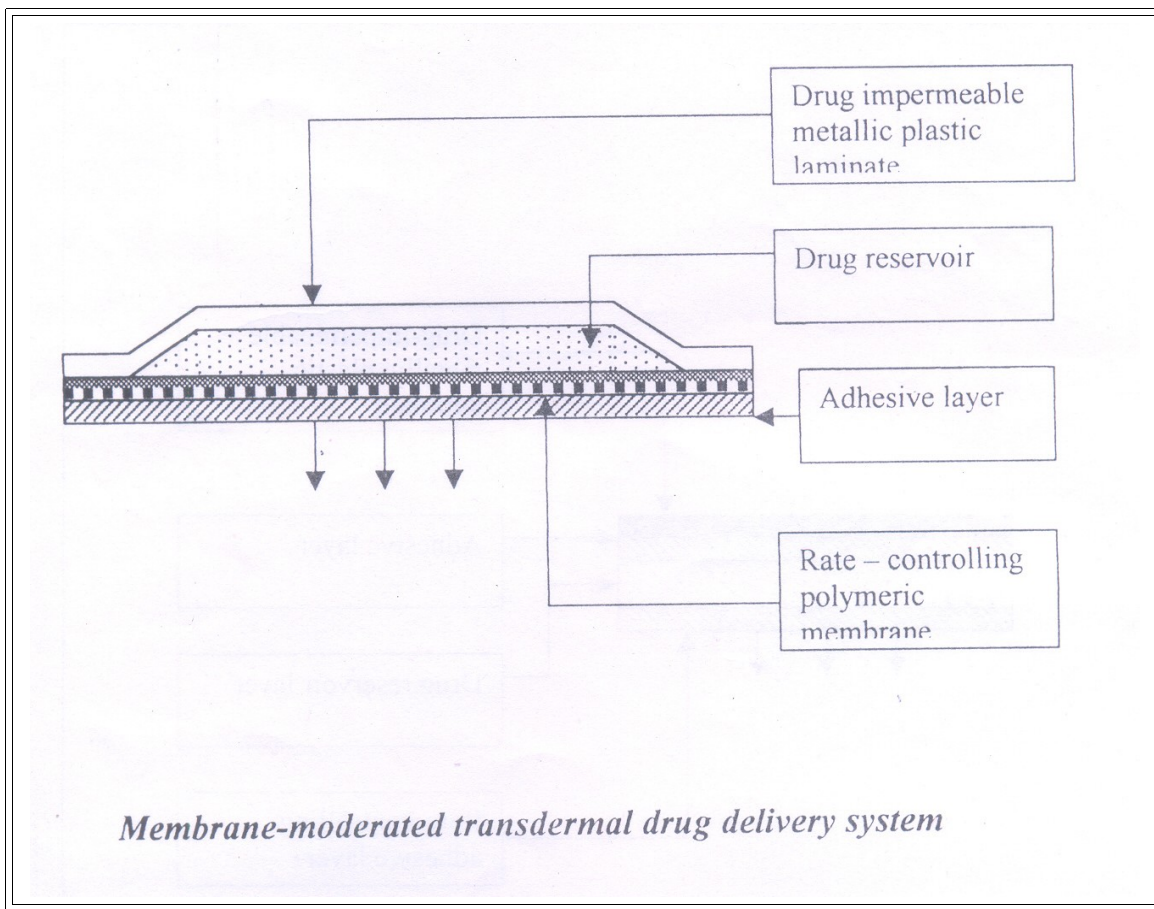 Drug impermeable
metallic plastic
laminate
Drug reservoir
Adhesive layer
Rate – controlling
polymeric
membrane
Membrane-moderated transdermal drug delivery system